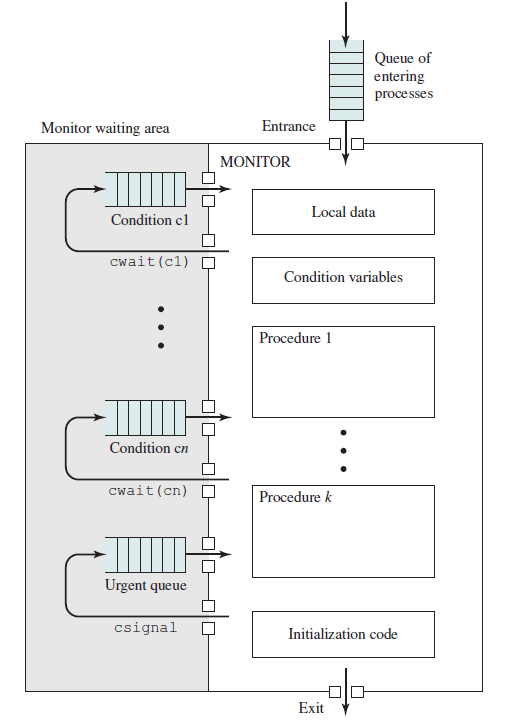 Queue of
entering
processes
Monitor waiting area
Entrance
MONITOR
Condition c1
Local data
cwait(c1)
Condition variables
Procedure 1
Condition cn
cwait(cn)
Procedure k
Urgent queue
csignal
Initialization code
Exit